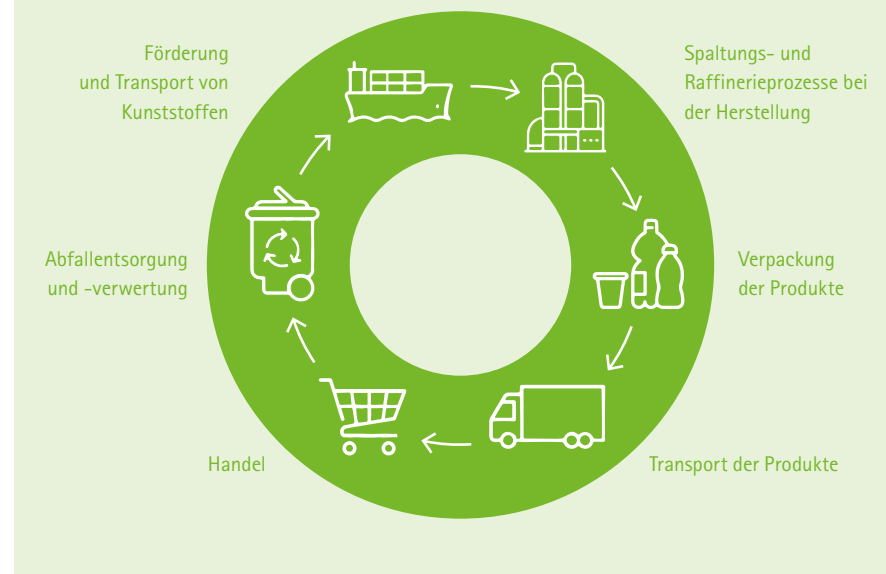 Förderung
und Transport von
Kunststoffen
Spaltungs- und
Raffinerieprozesse bei
der Herstellung
Verpackung
der Produkte
Transport der Produkte
Handel
Abfallentsorgung
und -verwertung